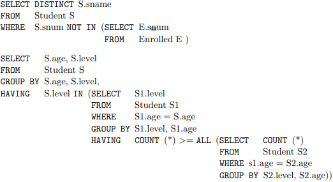 SELECT DISTINCT S.sname
FROM Student S
WHERE S.snum NOT IN (SELECT E.snum
FROM Enrolled E )
SELECT S.age, S.level
FROM Student S
GROUP BY S.age, S.level,
HAVING S.level IN (SELECT S1.level
FROM Student S1
WHERE S1.age = S.age
GROUP BY S1.level, S1.age
HAVING COUNT (*) >= ALL (SELECT COUNT (*)
FROM Student S2
WHERE s1.age = S2.age
GROUP BY S2.level, S2.age))